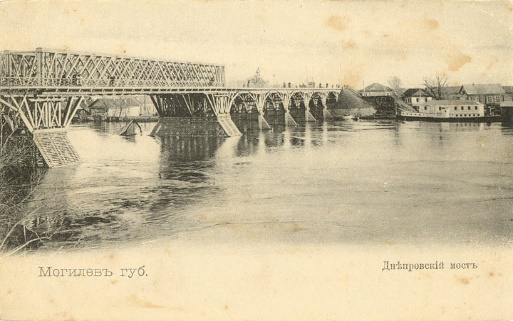 Могилевъ губ.
Днѣпровскій мостъ